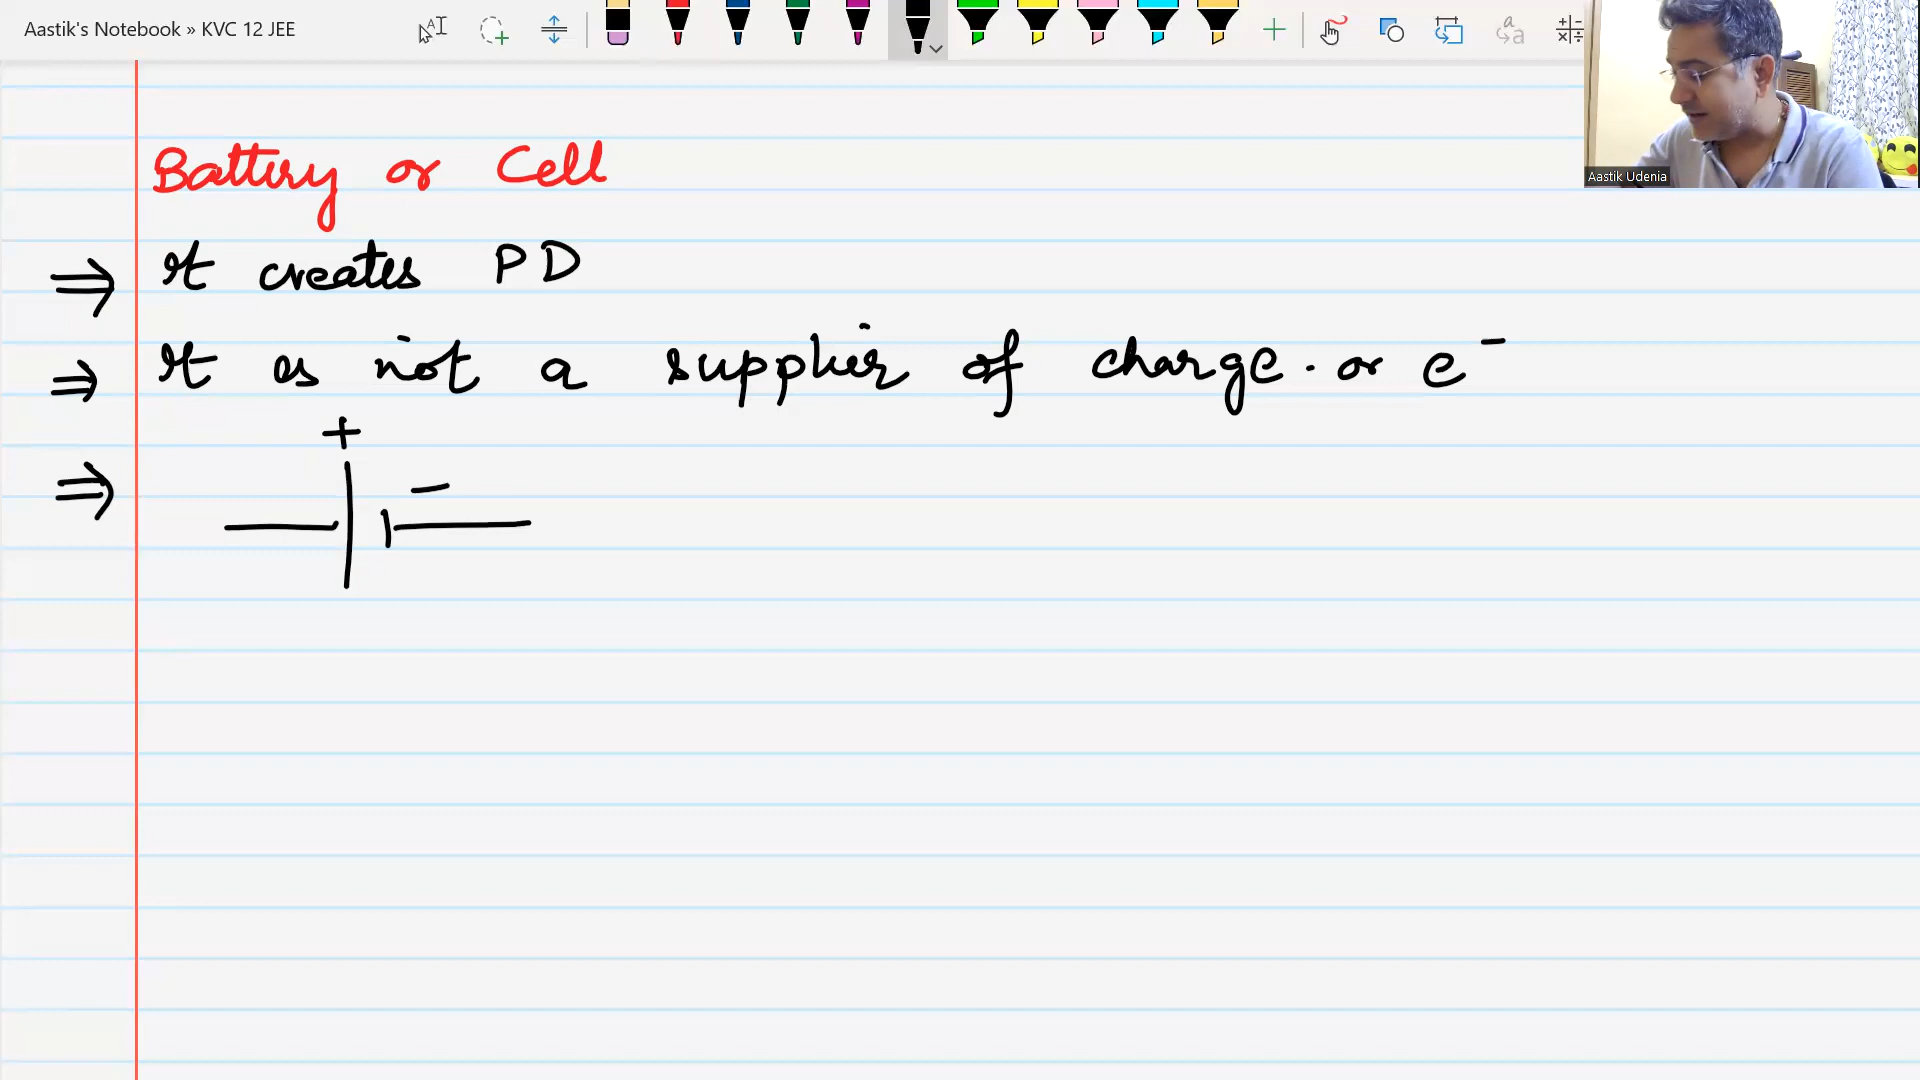 Aastik's Notebook » KVC 12 JEE
Aastik Udenia
Battery or Cell
⇒ It creates PD
⇒ It is not a supplier of charge. or e⁻
⇒ + −